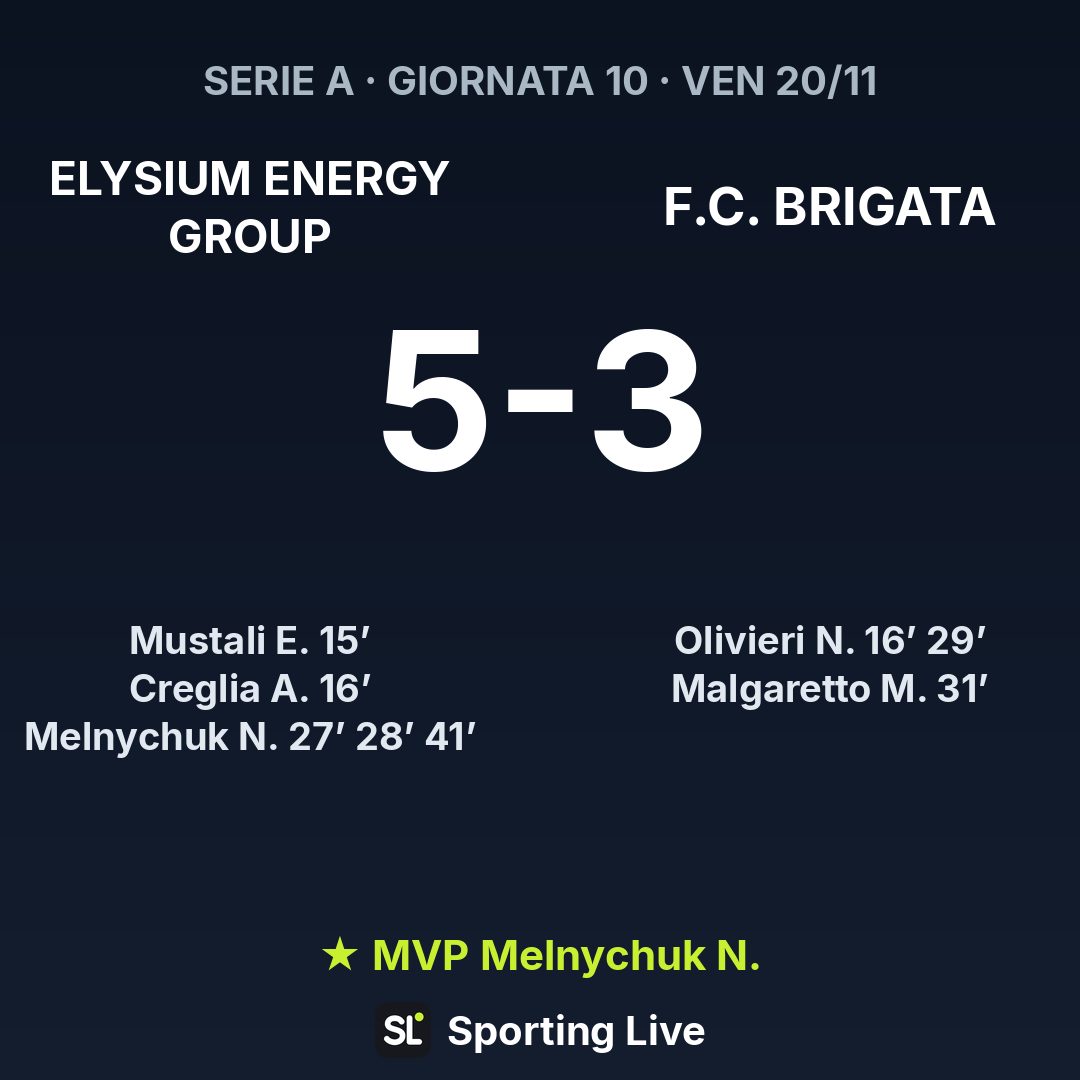 SERIE A · GIORNATA 10 · VEN 20/11
ELYSIUM ENERGY
GROUP
F.C. BRIGATA
5-3
Mustali E. 15’
Creglia A. 16’
Melnychuk N. 27’ 28’ 41’
Olivieri N. 16’ 29’
Malgaretto M. 31’
★ MVP Melnychuk N.
SL Sporting Live